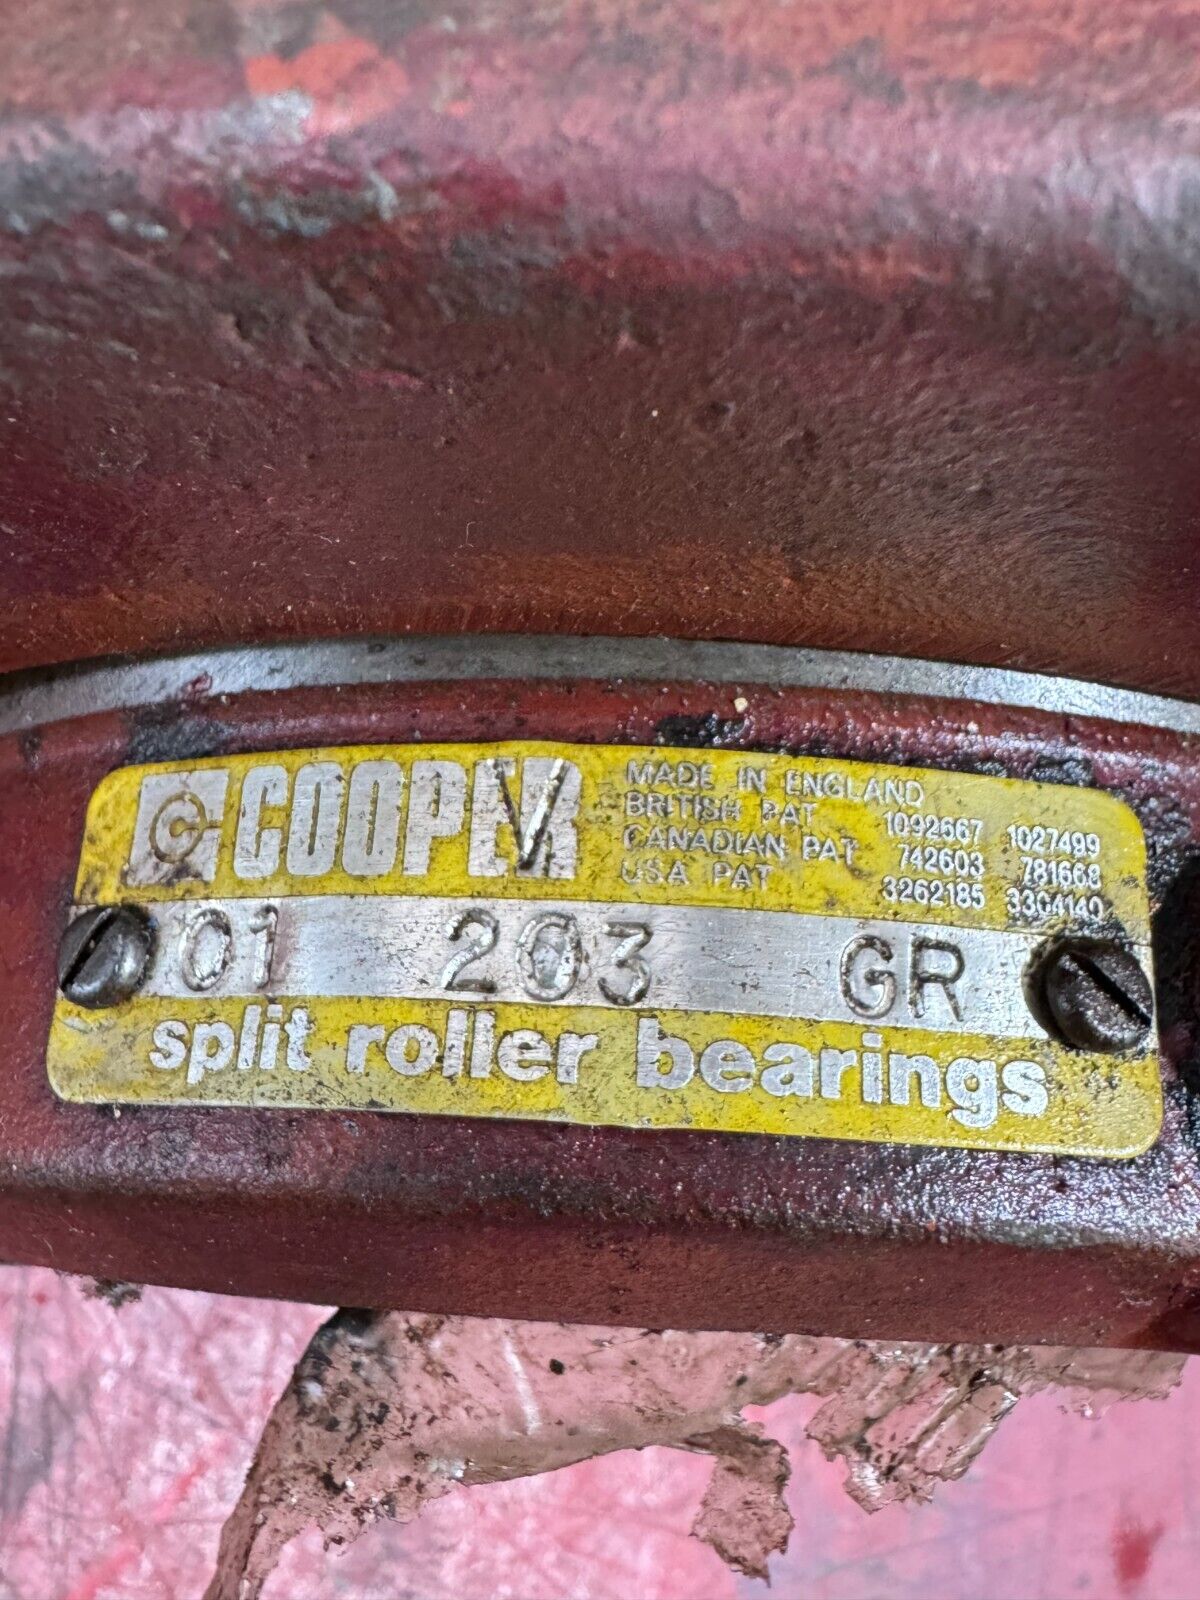 COOPER
V
MADE IN ENGLAND
BRITISH PAT 1092667 1027499
CANADIAN PAT 742603 781668
USA PAT 3262185 3304140
01 203 GR
split roller bearings